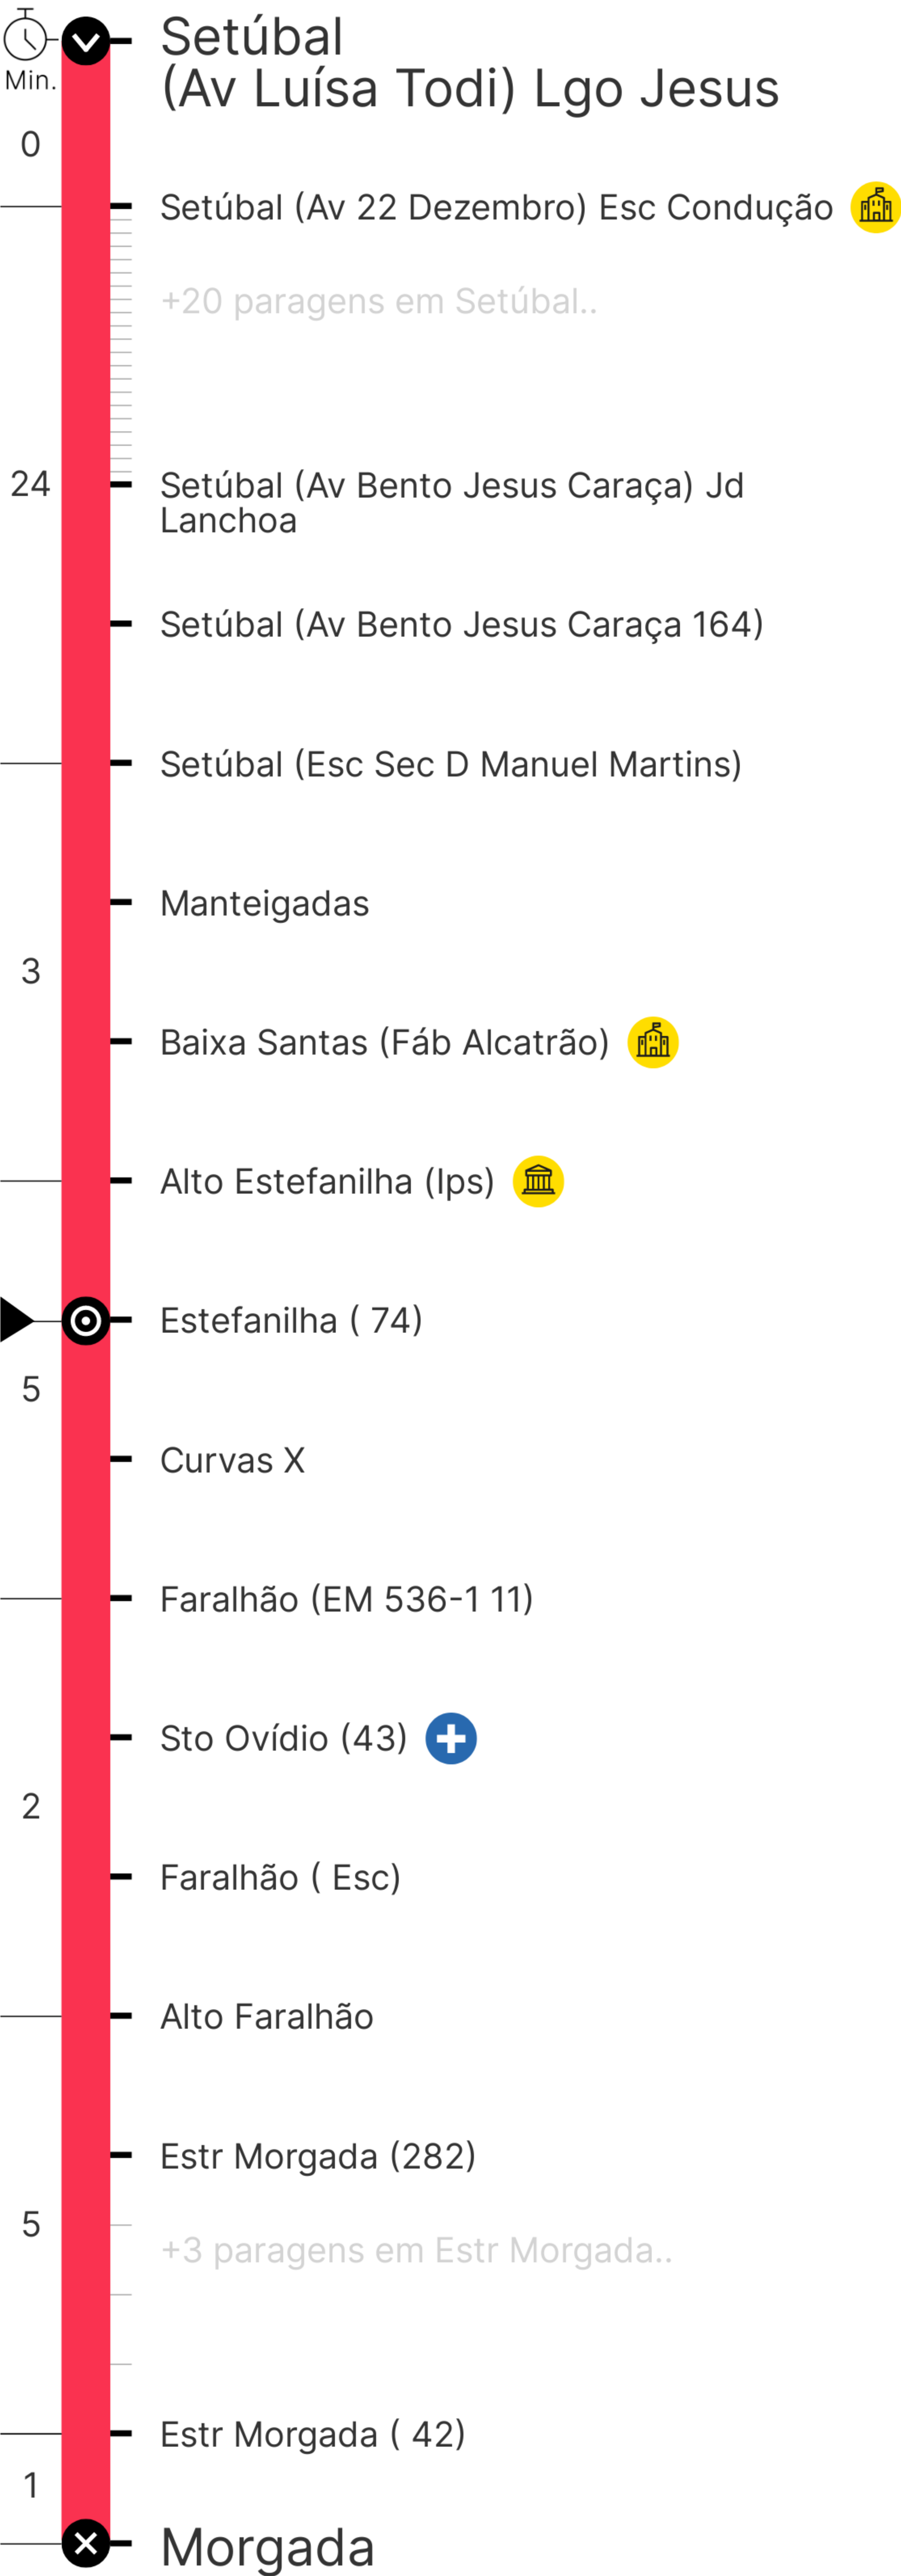 Setúbal
(Av Luísa Todi) Lgo Jesus
Min.
0
Setúbal (Av 22 Dezembro) Esc Condução
+20 paragens em Setúbal..
24
Setúbal (Av Bento Jesus Caraça) Jd
Lanchoa
Setúbal (Av Bento Jesus Caraça 164)
Setúbal (Esc Sec D Manuel Martins)
Manteigadas
3
Baixa Santas (Fáb Alcatrão)
Alto Estefanilha (Ips)
Estefanilha ( 74)
5
Curvas X
Faralhão (EM 536-1 11)
Sto Ovídio (43)
2
Faralhão ( Esc)
Alto Faralhão
Estr Morgada (282)
5
+3 paragens em Estr Morgada..
Estr Morgada ( 42)
1
Morgada